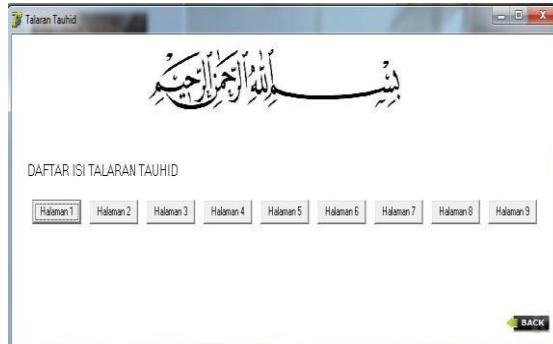 Talaran Tauhid
بِسْمِ اللَّهِ الرَّحْمَٰنِ الرَّحِيمِ
DAFTAR ISI TALARAN TAUHID
Halaman 1 Halaman 2 Halaman 3 Halaman 4 Halaman 5 Halaman 6 Halaman 7 Halaman 8 Halaman 9
BACK